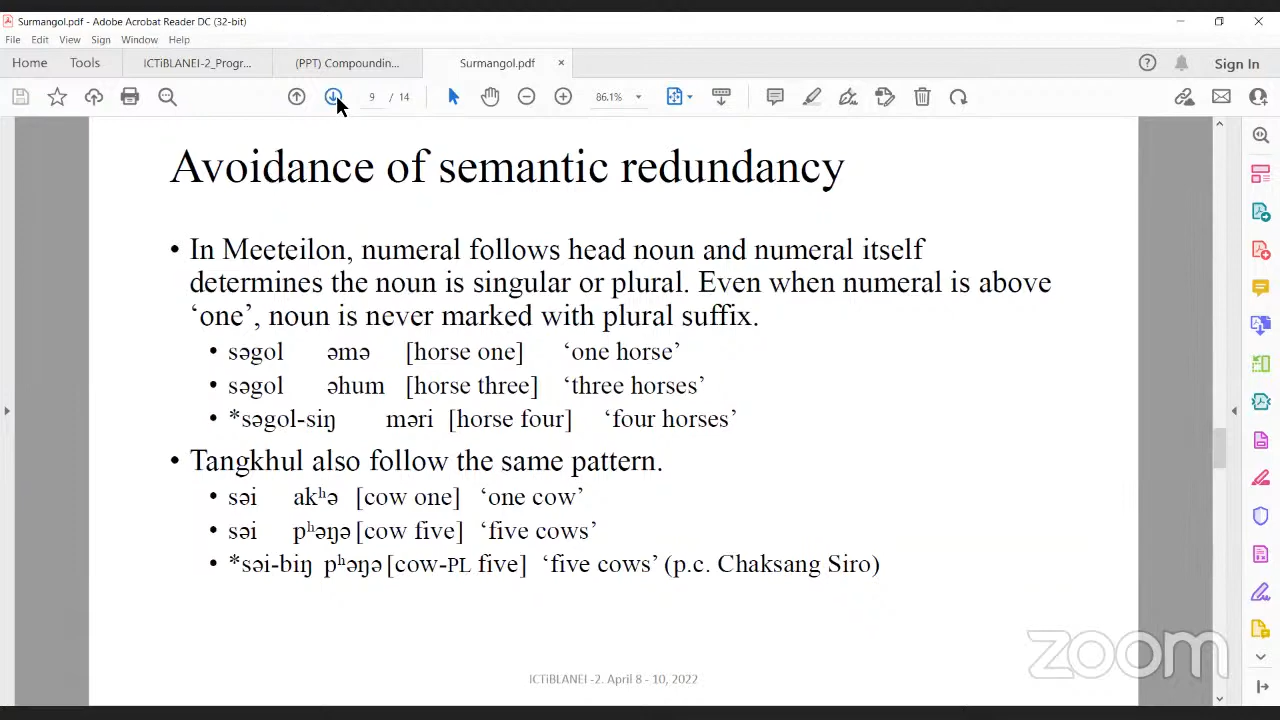 Surmangol.pdf - Adobe Acrobat Reader DC (32-bit)
File Edit View Sign Window Help
Home Tools ICTiBLANEI-2_Progr... (PPT) Compoundin... Surmangol.pdf × Sign In
9 / 14 86.1%
Avoidance of semantic redundancy
• In Meeteilon, numeral follows head noun and numeral itself
determines the noun is singular or plural. Even when numeral is above
‘one’, noun is never marked with plural suffix.
• səgol əmə [horse one] ‘one horse’
• səgol əhum [horse three] ‘three horses’
• *səgol-siŋ məri [horse four] ‘four horses’
• Tangkhul also follow the same pattern.
• səi akʰə [cow one] ‘one cow’
• səi pʰəŋə [cow five] ‘five cows’
• *səi-biŋ pʰəŋə [cow-PL five] ‘five cows’ (p.c. Chaksang Siro)
zoom
ICTiBLANEI -2. April 8 - 10, 2022